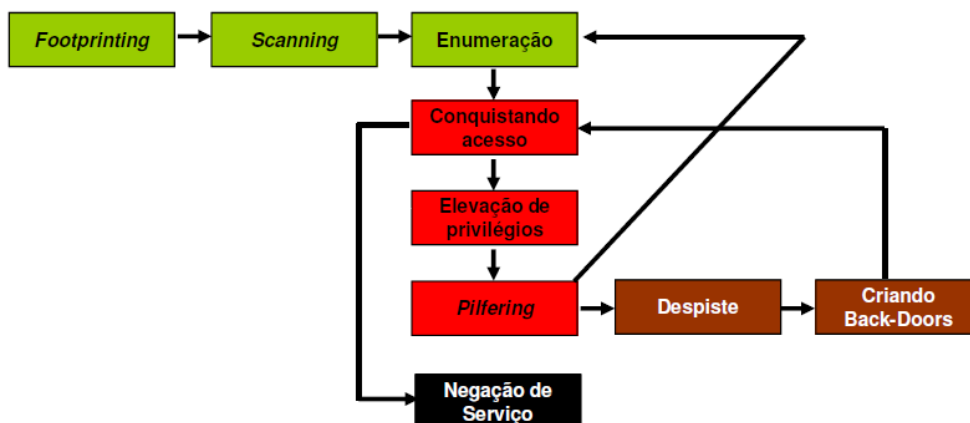 Footprinting
Scanning
Enumeração
Conquistando
acesso
Elevação de
privilégios
Pilfering
Despiste
Criando
Back-Doors
Negação de
Serviço